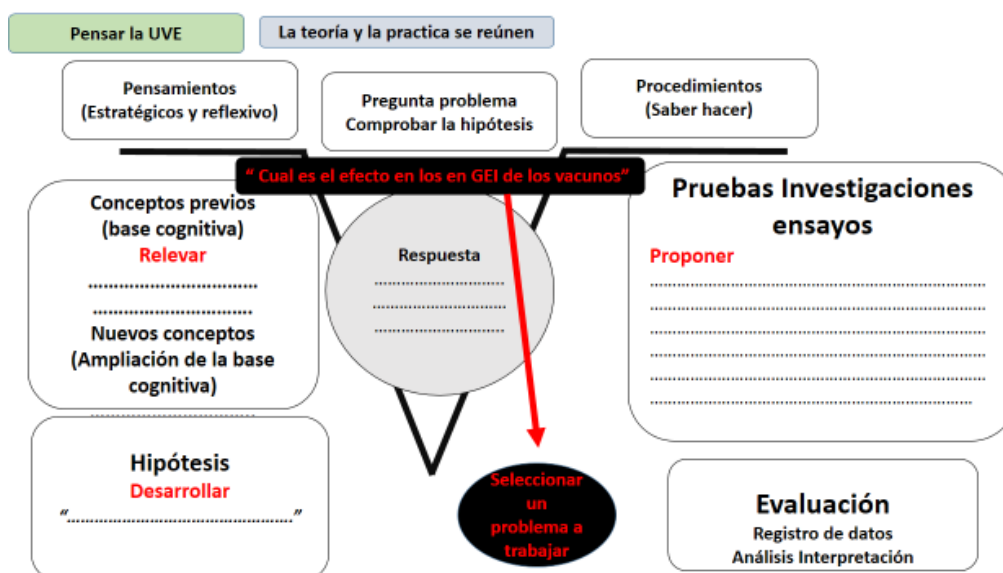 Pensar la UVE
La teoría y la practica se reúnen
Pensamientos
(Estratégicos y reflexivo)
Pregunta problema
Comprobar la hipótesis
Procedimientos
(Saber hacer)
“ Cual es el efecto en los en GEI de los vacunos”
Conceptos previos
(base cognitiva)
Relevar
......................................
......................................
Nuevos conceptos
(Ampliación de la base
cognitiva)
......................................
Respuesta
..............................
..............................
..............................
Pruebas Investigaciones
ensayos
Proponer
............................................................................
............................................................................
............................................................................
............................................................................
............................................................................
............................................................................
Hipótesis
Desarrollar
“..................................................”
Seleccionar
un
problema a
trabajar
Evaluación
Registro de datos
Análisis Interpretación